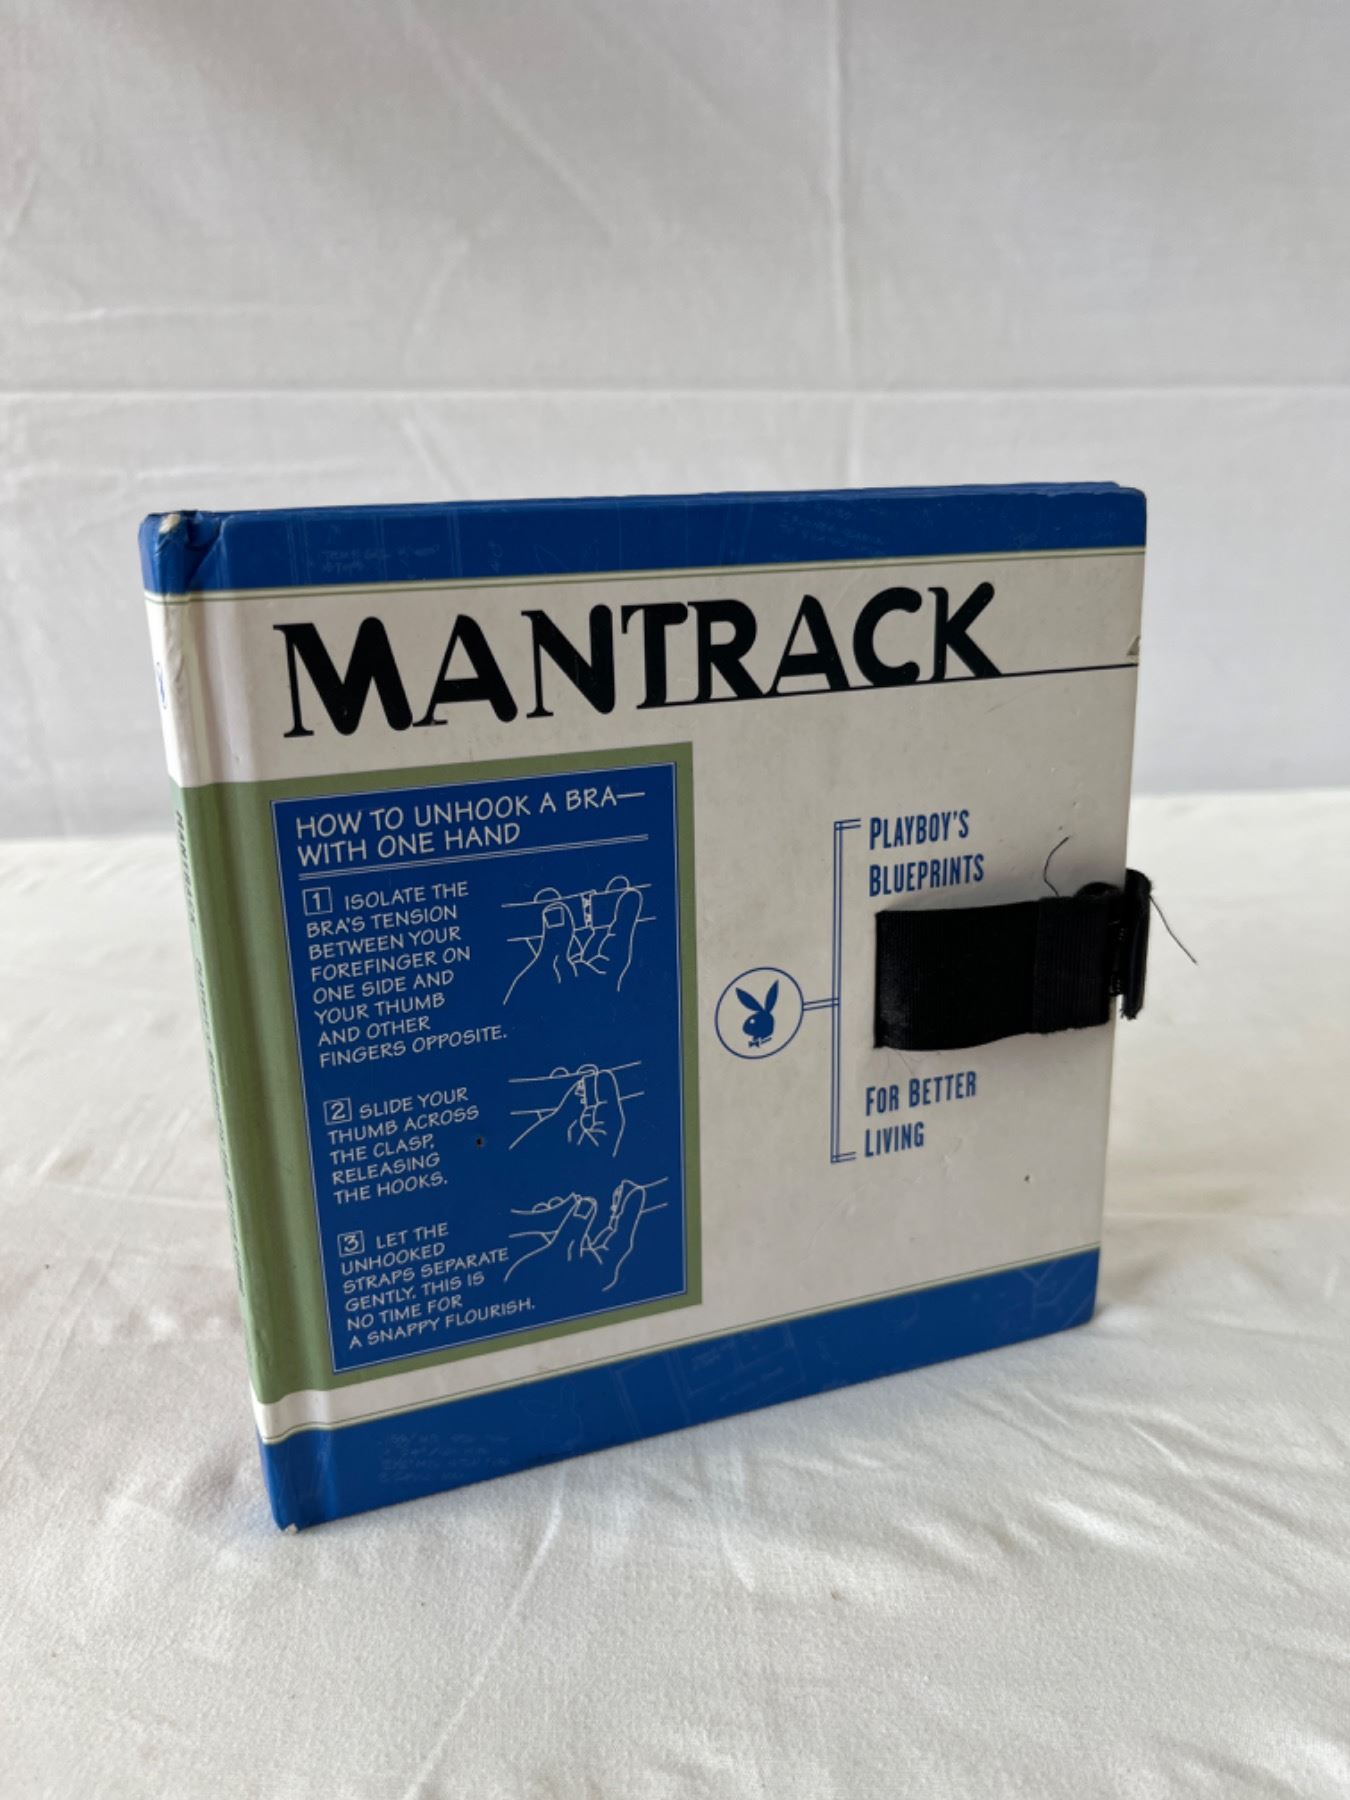 MANTRACK
HOW TO UNHOOK A BRA—
WITH ONE HAND
1 ISOLATE THE
BRA'S TENSION
BETWEEN YOUR
FOREFINGER ON
ONE SIDE AND
YOUR THUMB
AND OTHER
FINGERS OPPOSITE.
2 SLIDE YOUR
THUMB ACROSS
THE CLASP,
RELEASING
THE HOOKS.
3 LET THE
UNHOOKED
STRAPS SEPARATE
GENTLY. THIS IS
NO TIME FOR
A SNAPPY FLOURISH.
PLAYBOY'S
BLUEPRINTS
FOR BETTER
LIVING